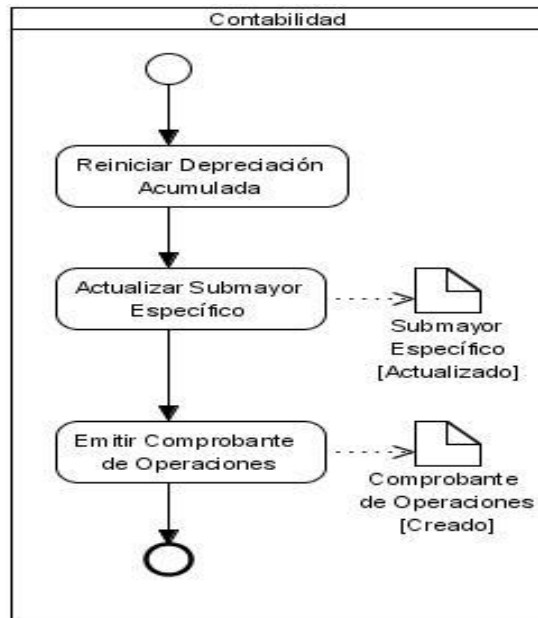 Contabilidad
Reiniciar Depreciación
Acumulada
Actualizar Submayor
Específico
Submayor
Específico
[Actualizado]
Emitir Comprobante
de Operaciones
Comprobante
de Operaciones
[Creado]